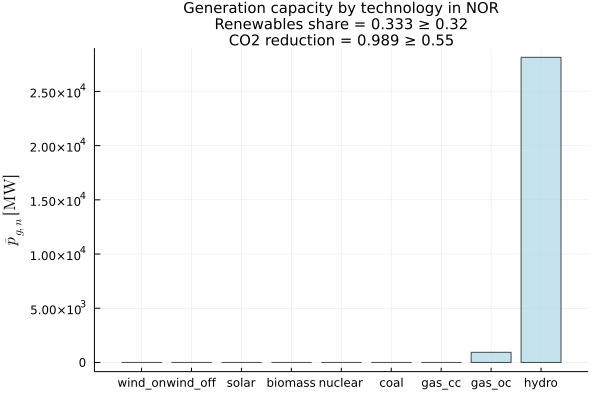 Generation capacity by technology in NOR
Renewables share = 0.333 ≥ 0.32
CO2 reduction = 0.989 ≥ 0.55
p̄g,n[MW]
2.50×10⁴
2.00×10⁴
1.50×10⁴
1.00×10⁴
5.00×10³
0
wind_on wind_off solar biomass nuclear coal gas_cc gas_oc hydro